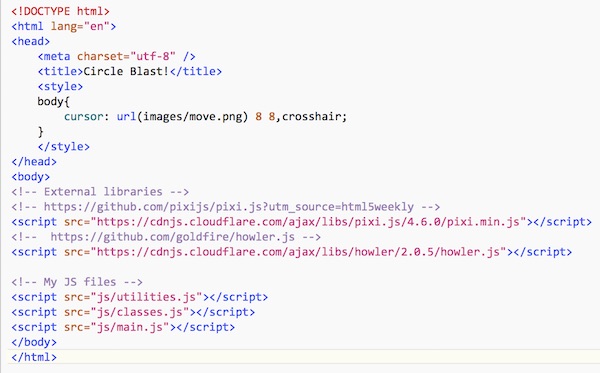 <!DOCTYPE html>
<html lang="en">
<head>
    <meta charset="utf-8" />
    <title>Circle Blast!</title>
    <style>
    body{
        cursor: url(images/move.png) 8 8,crosshair;
    }
    </style>
</head>
<body>
<!-- External libraries -->
<!-- https://github.com/pixijs/pixi.js?utm_source=html5weekly -->
<script src="https://cdnjs.cloudflare.com/ajax/libs/pixi.js/4.6.0/pixi.min.js"></script>
<!--  https://github.com/goldfire/howler.js -->
<script src="https://cdnjs.cloudflare.com/ajax/libs/howler/2.0.5/howler.js"></script>

<!-- My JS files -->
<script src="js/utilities.js"></script>
<script src="js/classes.js"></script>
<script src="js/main.js"></script>
</body>
</html>